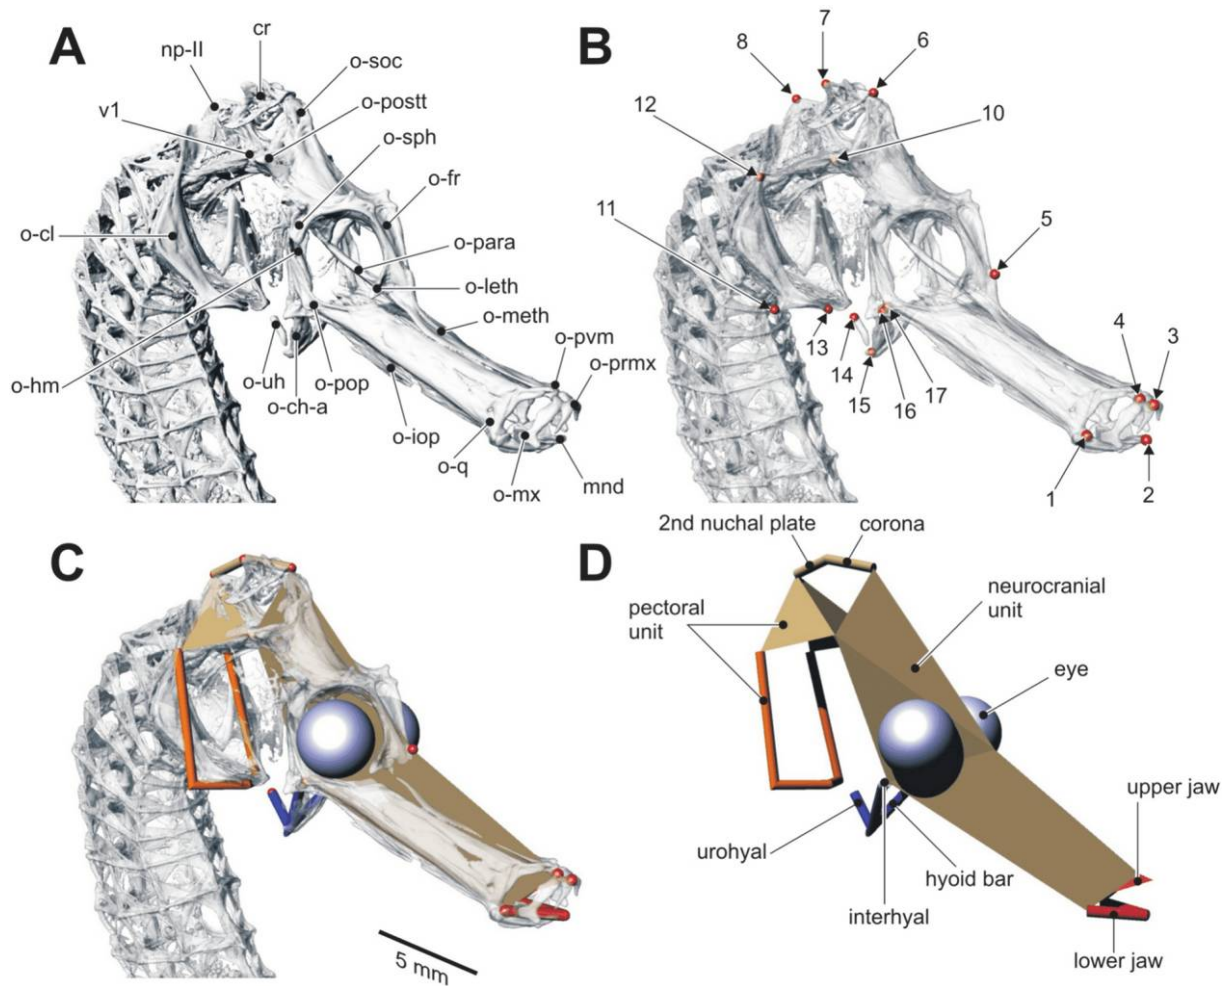 A
cr
np-II
o-soc
o-postt
v1
o-sph
o-fr
o-cl
o-para
o-leth
o-meth
o-pvm
o-hm
o-uh
o-pop
o-prmx
o-ch-a
o-iop
o-q
o-mx
mnd
B
7
8
6
12
10
11
5
4
3
13
14
15
16
17
1
2
C
5 mm
D
2nd nuchal plate
corona
pectoral
unit
neurocranial
unit
eye
upper jaw
urohyal
hyoid bar
interhyal
lower jaw